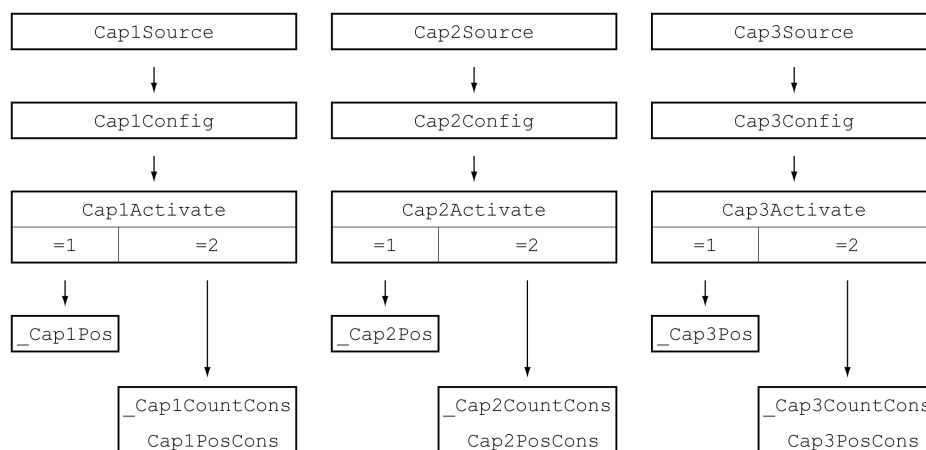 Cap1Source Cap2Source Cap3Source
Cap1Config Cap2Config Cap3Config
Cap1Activate Cap2Activate Cap3Activate
=1 =2 =1 =2 =1 =2
_Cap1Pos _Cap2Pos _Cap3Pos
_Cap1CountCons _Cap2CountCons _Cap3CountCons
Cap1PosCons Cap2PosCons Cap3PosCons